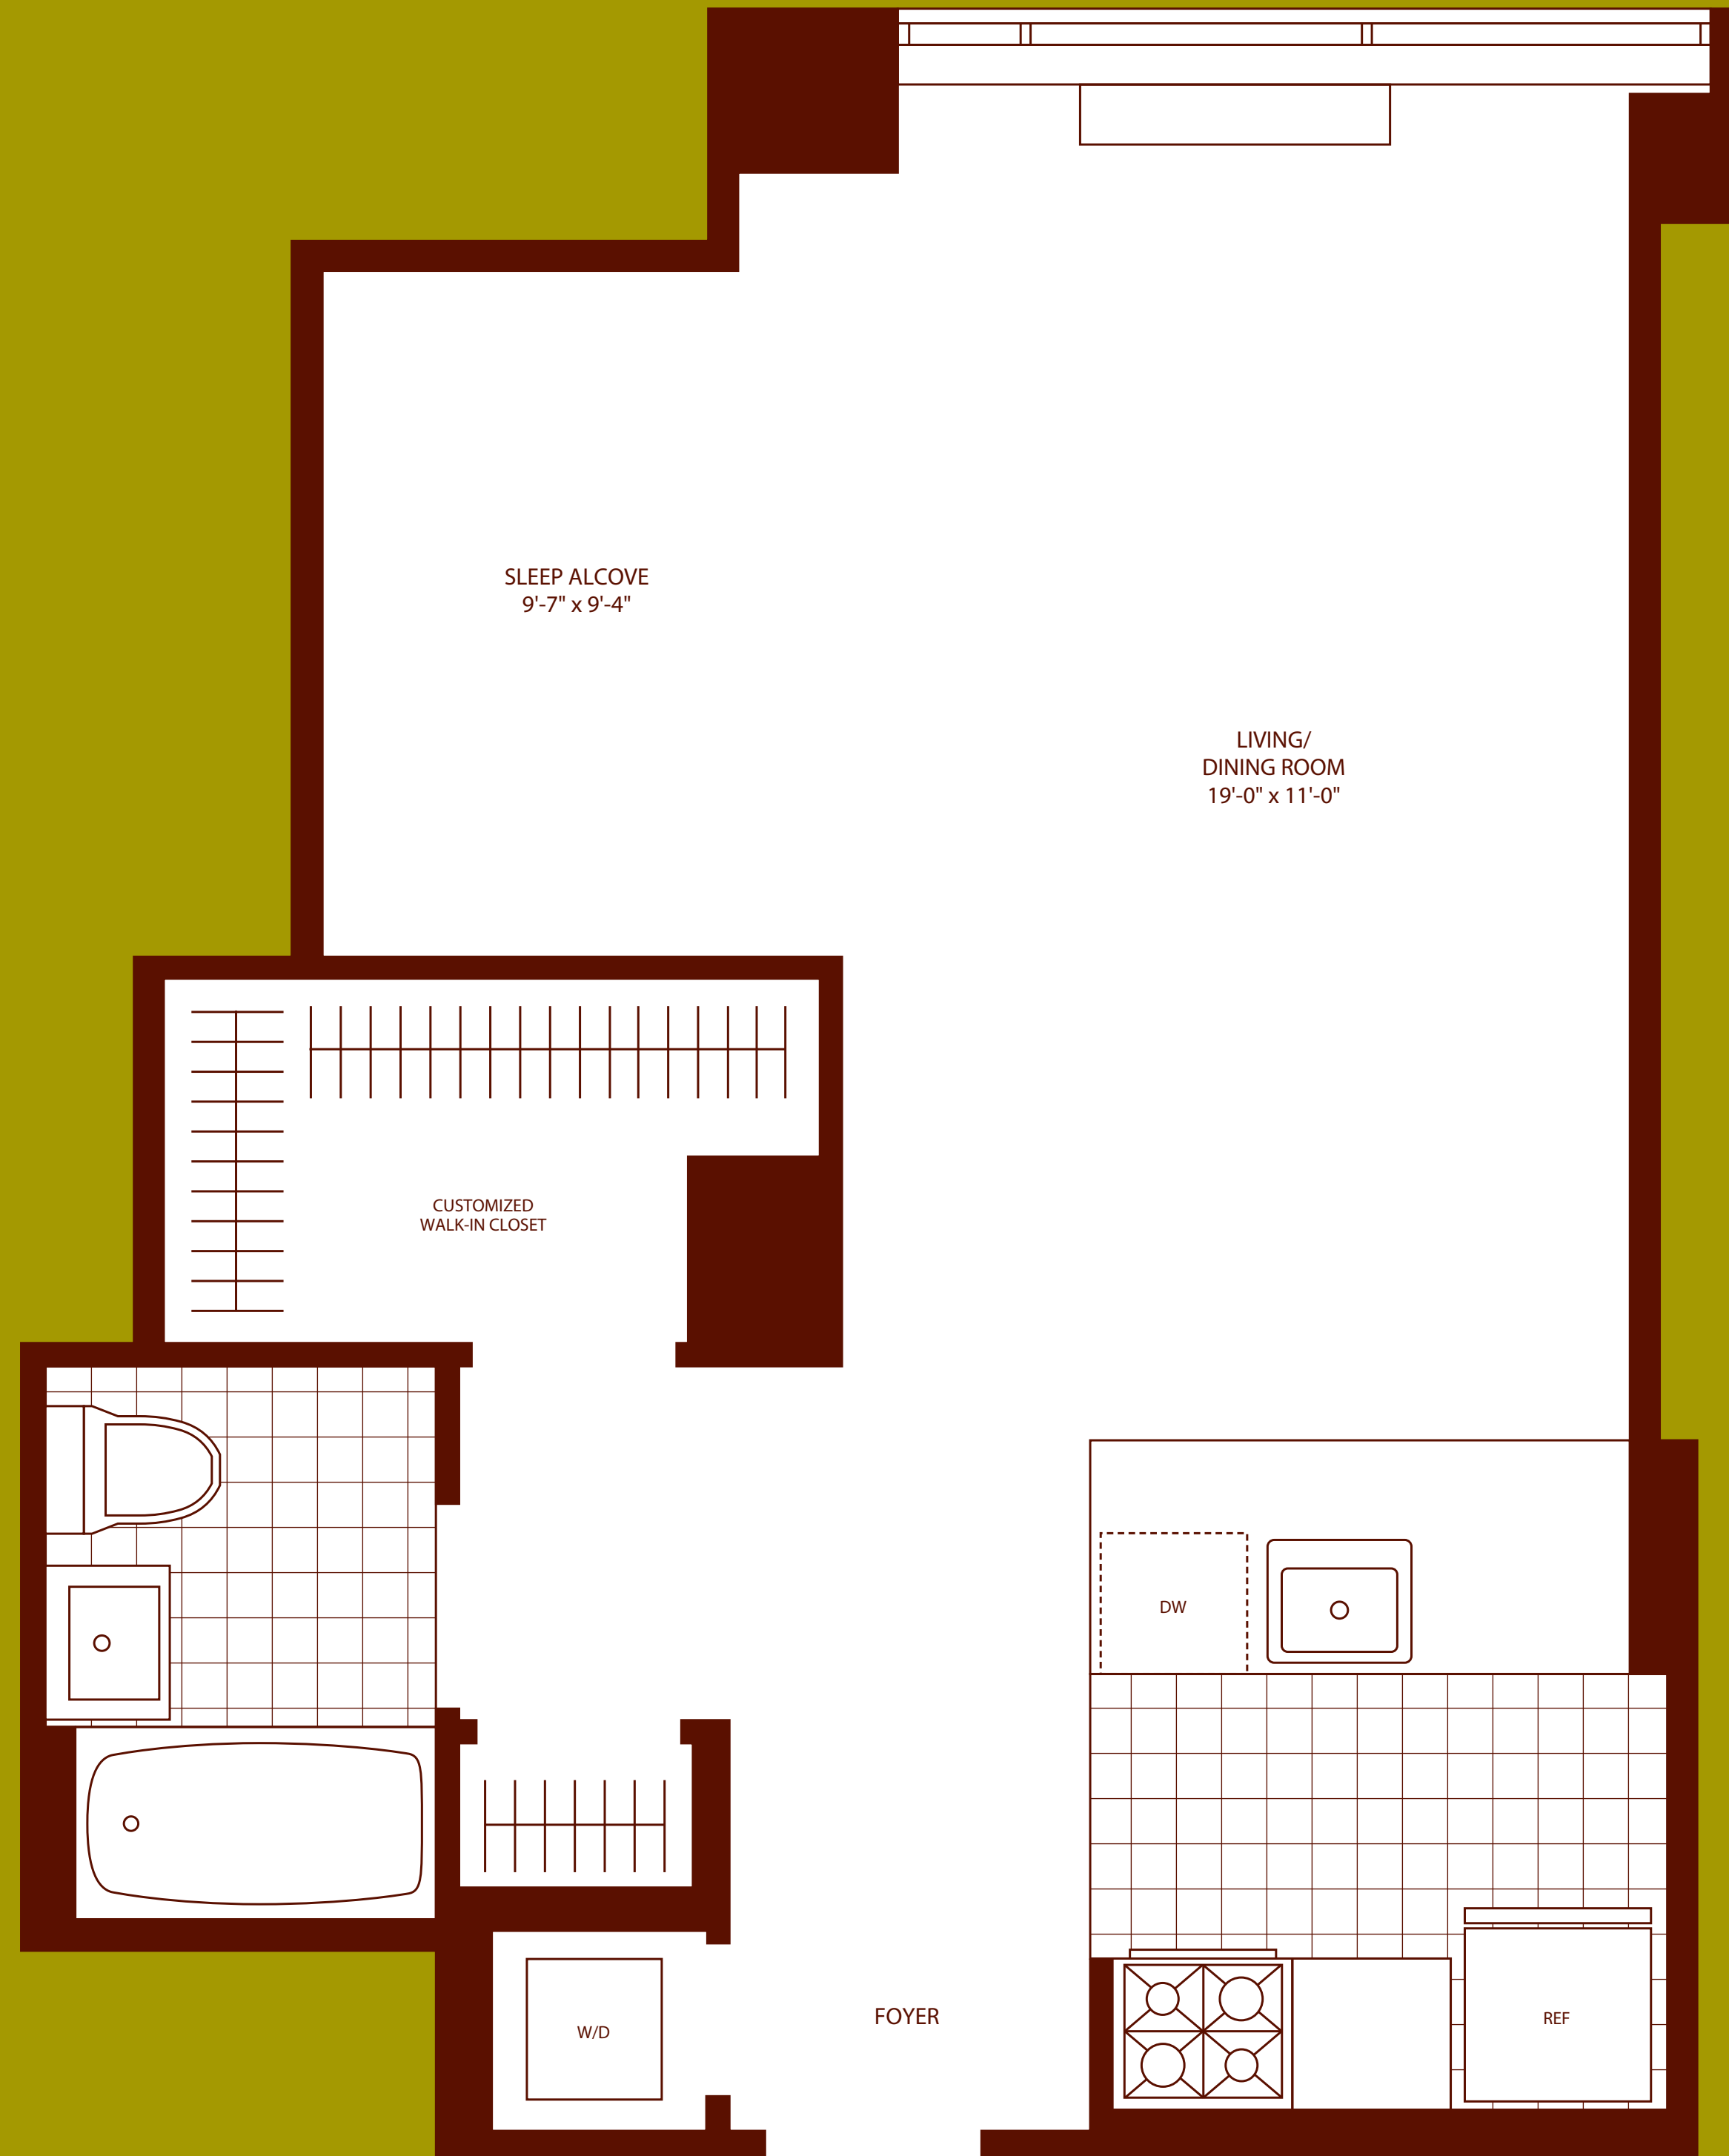 SLEEP ALCOVE
9'-7" x 9'-4"
LIVING/
DINING ROOM
19'-0" x 11'-0"
CUSTOMIZED
WALK-IN CLOSET
DW
W/D
FOYER
REF